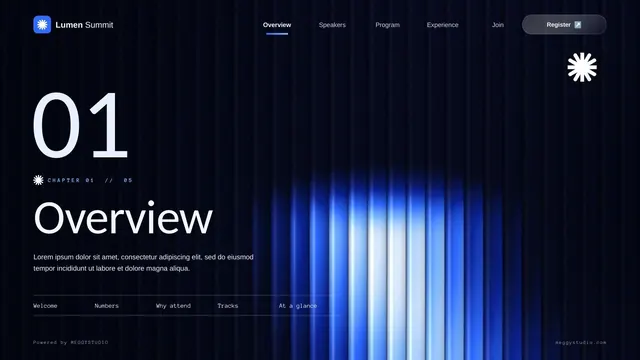 Lumen Summit
Overview Speakers Program Experience Join Register ↗
01
CHAPTER 01 // 05
Overview
Lorem ipsum dolor sit amet, consectetur adipiscing elit, sed do eiusmod
tempor incididunt ut labore et dolore magna aliqua.
Welcome Numbers Why attend Tracks At a glance
Powered by MEGGYSTUDIO meggystudio.com